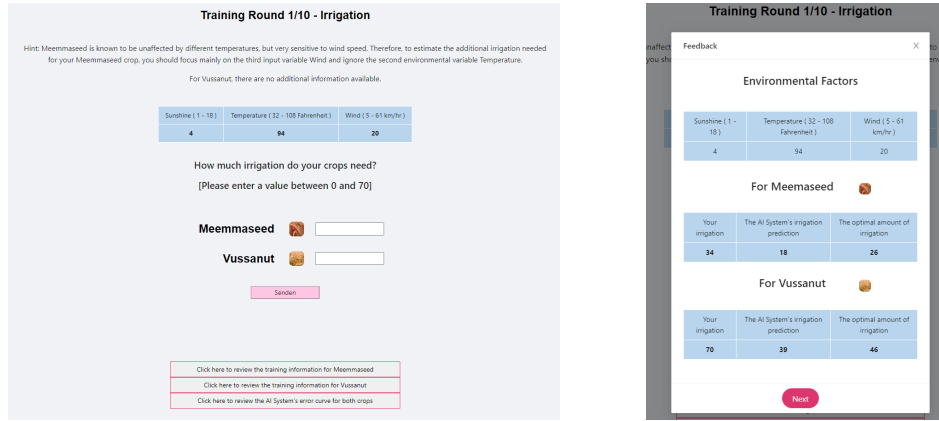 Training Round 1/10 - Irrigation
Hint: Meemmaseed is known to be unaffected by different temperatures, but very sensitive to wind speed. Therefore, to estimate the additional irrigation needed
for your Meemmaseed crop, you should focus mainly on the third input variable Wind and ignore the second environmental variable Temperature.
For Vussanut, there are no additional information available.
Sunshine ( 1 - 18 ) Temperature ( 32 - 108 Fahrenheit ) Wind ( 5 - 61 km/hr )
4 94 20
How much irrigation do your crops need?
[Please enter a value between 0 and 70]
Meemmaseed
Vussanut
Senden
Click here to review the training information for Meemmaseed
Click here to review the training information for Vussanut
Click here to review the AI System's error curve for both crops
Training Round 1/10 - Irrigation
Feedback X
Environmental Factors
Sunshine ( 1 - Temperature ( 32 - 108 Wind ( 5 - 61
18 ) Fahrenheit ) km/hr )
4 94 20
For Meemaseed
Your The AI System's irrigation The optimal amount of
irrigation prediction irrigation
34 18 26
For Vussanut
Your The AI System's irrigation The optimal amount of
irrigation prediction irrigation
70 39 46
Next